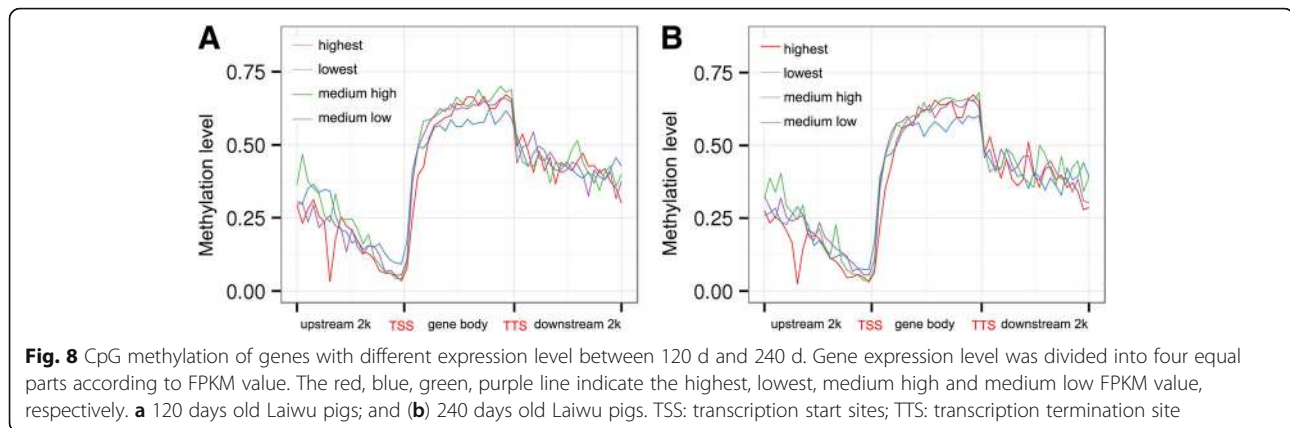 A
highest
lowest
medium high
medium low
Methylation level
0.75
0.50
0.25
0.00
upstream 2k TSS gene body TTS downstream 2k
B
highest
lowest
medium high
medium low
Methylation level
0.75
0.50
0.25
0.00
upstream 2k TSS gene body TTS downstream 2k
Fig. 8 CpG methylation of genes with different expression level between 120 d and 240 d. Gene expression level was divided into four equal
parts according to FPKM value. The red, blue, green, purple line indicate the highest, lowest, medium high and medium low FPKM value,
respectively. a 120 days old Laiwu pigs; and (b) 240 days old Laiwu pigs. TSS: transcription start sites; TTS: transcription termination site